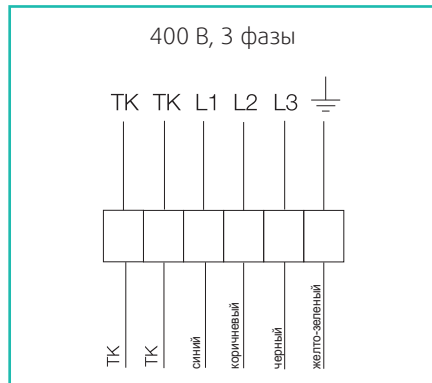 400 В, 3 фазы
TK TK L1 L2 L3
TK
TK
синий
коричневый
черный
желто-зеленый